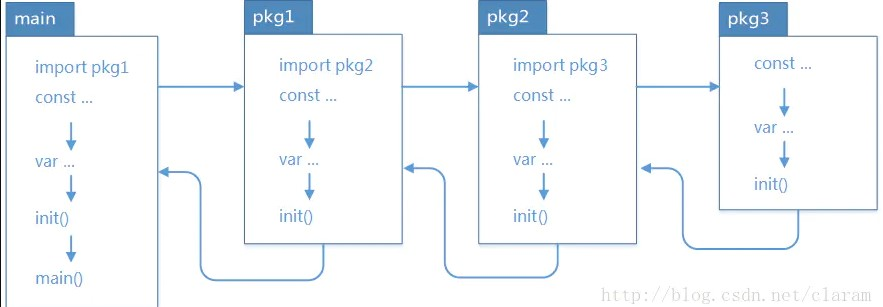 main
import pkg1
const ...
var ...
init()
main()
pkg1
import pkg2
const ...
var ...
init()
pkg2
import pkg3
const ...
var ...
init()
pkg3
const ...
var ...
init()
http://blog.csdn.net/claram